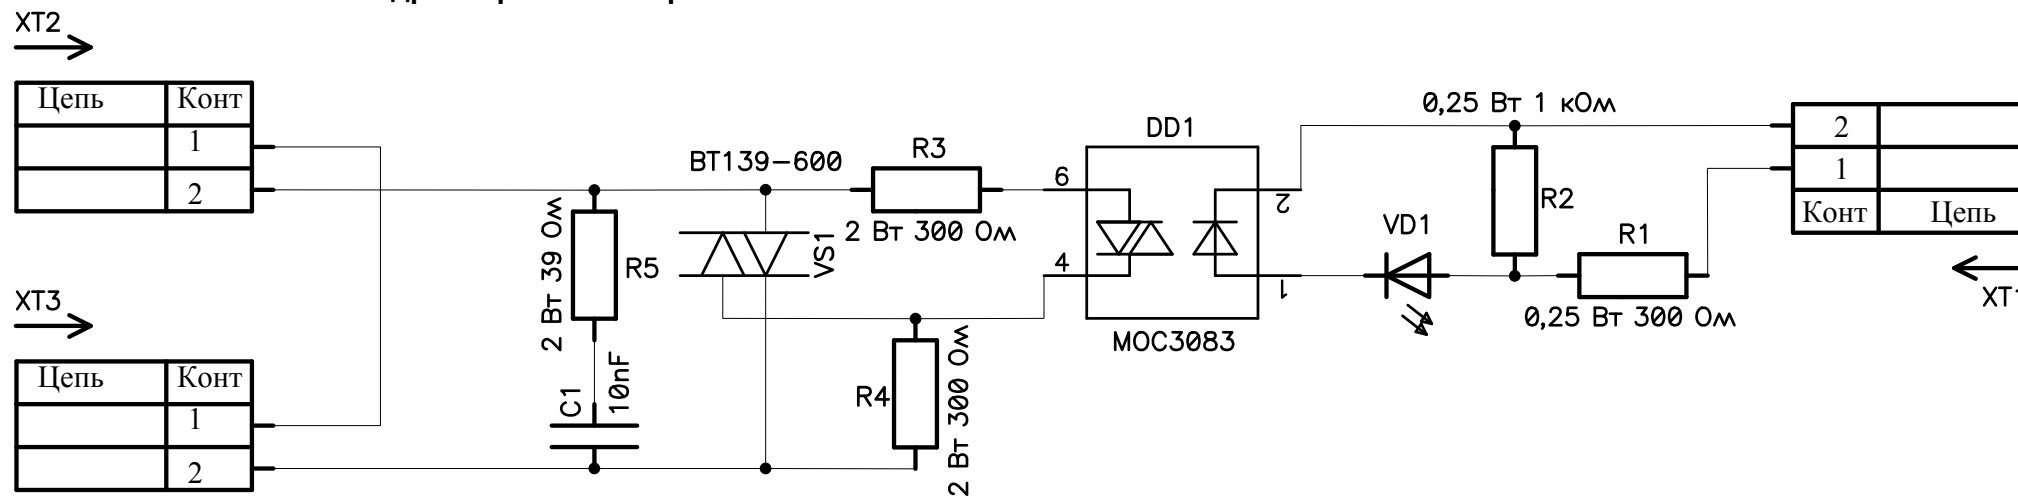 XT2
Цепь Конт
1
2
XT3
Цепь Конт
1
2
2 Вт 39 Ом
R5
C1
10nF
BT139-600
VS1
R3
2 Вт 300 Ом
R4
2 Вт 300 Ом
DD1
6
4
2
1
MOC3083
VD1
0,25 Вт 1 кОм
R2
R1
0,25 Вт 300 Ом
2
1
Конт Цепь
XT1